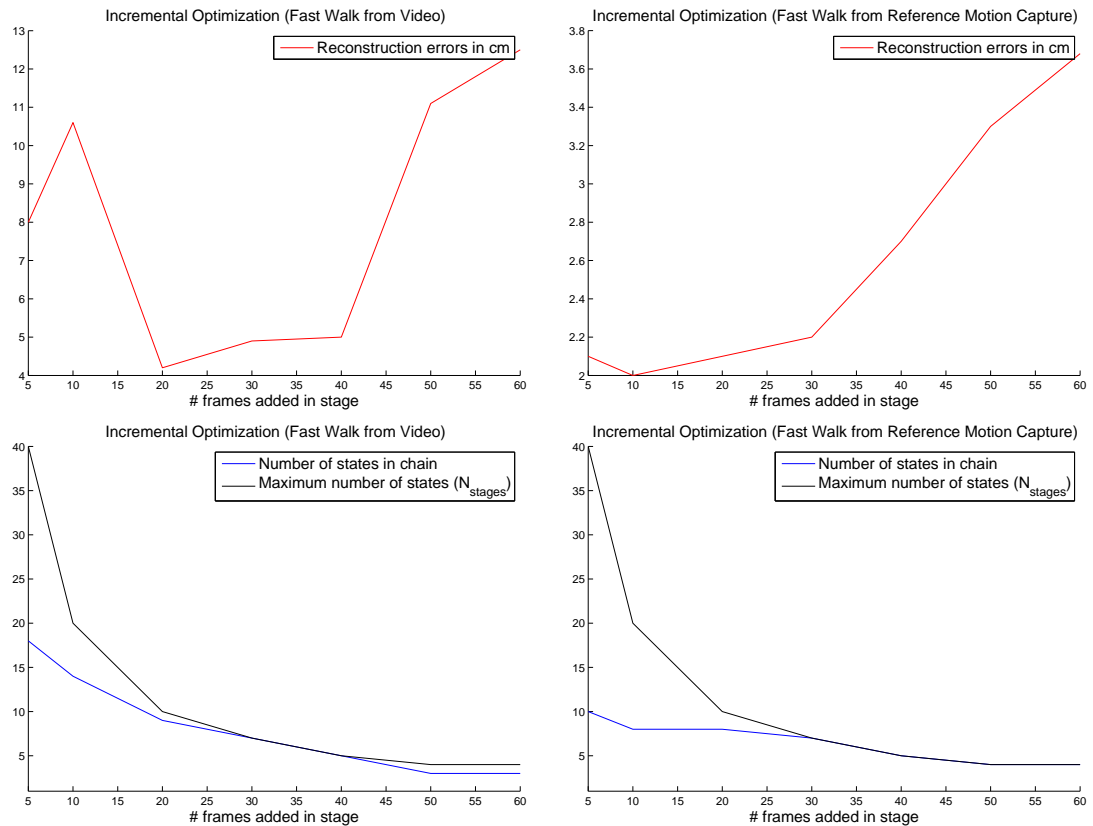 Incremental Optimization (Fast Walk from Video)
13
12
11
10
9
8
7
6
5
4
Reconstruction errors in cm
5 10 15 20 25 30 35 40 45 50 55 60
# frames added in stage
Incremental Optimization (Fast Walk from Reference Motion Capture)
3.8
3.6
3.4
3.2
3
2.8
2.6
2.4
2.2
2
Reconstruction errors in cm
5 10 15 20 25 30 35 40 45 50 55 60
# frames added in stage
Incremental Optimization (Fast Walk from Video)
40
35
30
25
20
15
10
5
Number of states in chain
Maximum number of states (N_stages)
5 10 15 20 25 30 35 40 45 50 55 60
# frames added in stage
Incremental Optimization (Fast Walk from Reference Motion Capture)
40
35
30
25
20
15
10
5
Number of states in chain
Maximum number of states (N_stages)
5 10 15 20 25 30 35 40 45 50 55 60
# frames added in stage